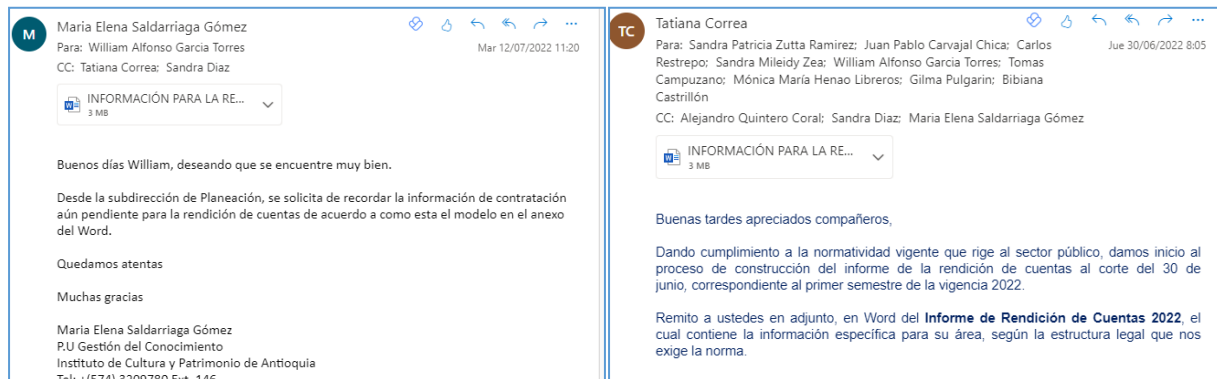 M
Maria Elena Saldarriaga Gómez
Para: William Alfonso Garcia Torres
Mar 12/07/2022 11:20
CC: Tatiana Correa; Sandra Diaz
INFORMACIÓN PARA LA RE...
3 MB
Buenos días William, deseando que se encuentre muy bien.
Desde la subdirección de Planeación, se solicita de recordar la información de contratación
aún pendiente para la rendición de cuentas de acuerdo a como esta el modelo en el anexo
del Word.
Quedamos atentas
Muchas gracias
Maria Elena Saldarriaga Gómez
P.U Gestión del Conocimiento
Instituto de Cultura y Patrimonio de Antioquia
Tel: +(574) 3209780 Ext. 146
TC
Tatiana Correa
Para: Sandra Patricia Zutta Ramirez; Juan Pablo Carvajal Chica; Carlos
Jue 30/06/2022 8:05
Restrepo; Sandra Mileidy Zea; William Alfonso Garcia Torres; Tomas
Campuzano; Mónica María Henao Libreros; Gilma Pulgarin; Bibiana
Castrillón
CC: Alejandro Quintero Coral; Sandra Diaz; Maria Elena Saldarriaga Gómez
INFORMACIÓN PARA LA RE...
3 MB
Buenas tardes apreciados compañeros,
Dando cumplimiento a la normatividad vigente que rige al sector público, damos inicio al
proceso de construcción del informe de la rendición de cuentas al corte del 30 de
junio, correspondiente al primer semestre de la vigencia 2022.
Remito a ustedes en adjunto, en Word del Informe de Rendición de Cuentas 2022, el
cual contiene la información específica para su área, según la estructura legal que nos
exige la norma.